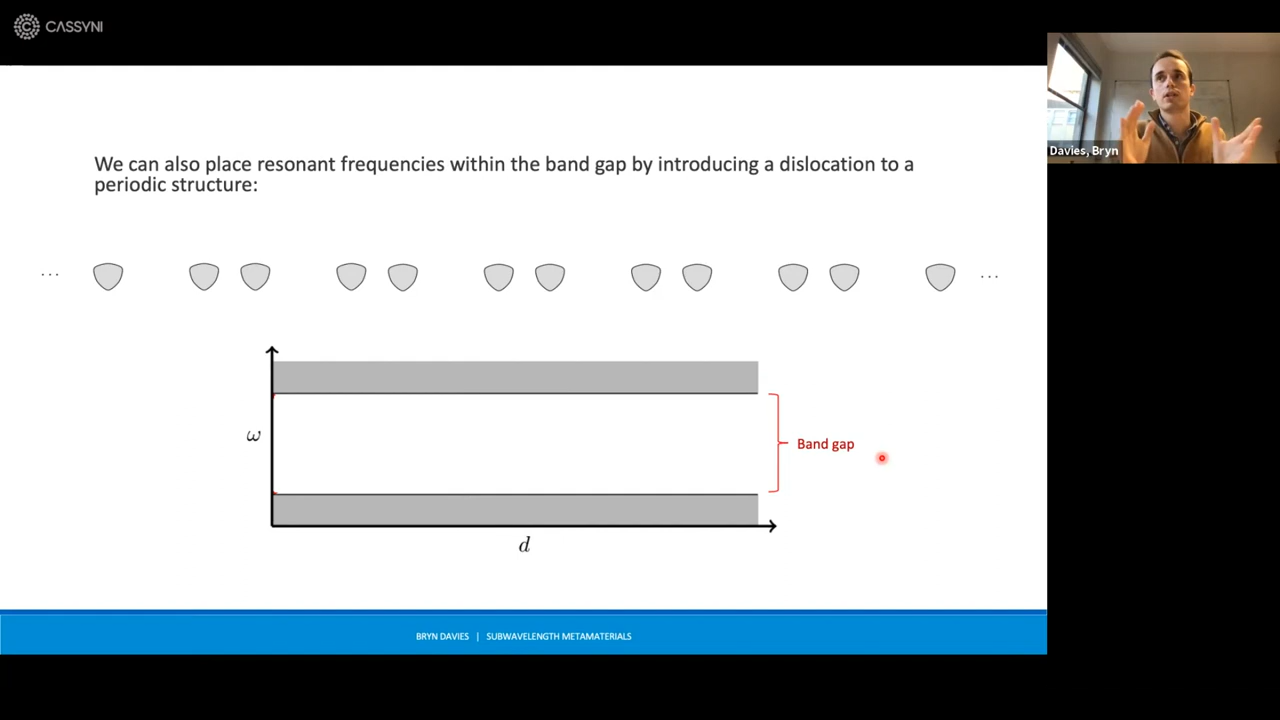 CASSYNI
Davies, Bryn
We can also place resonant frequencies within the band gap by introducing a dislocation to a
periodic structure:
... ...
ω
Band gap
d
BRYN DAVIES | SUBWAVELENGTH METAMATERIALS